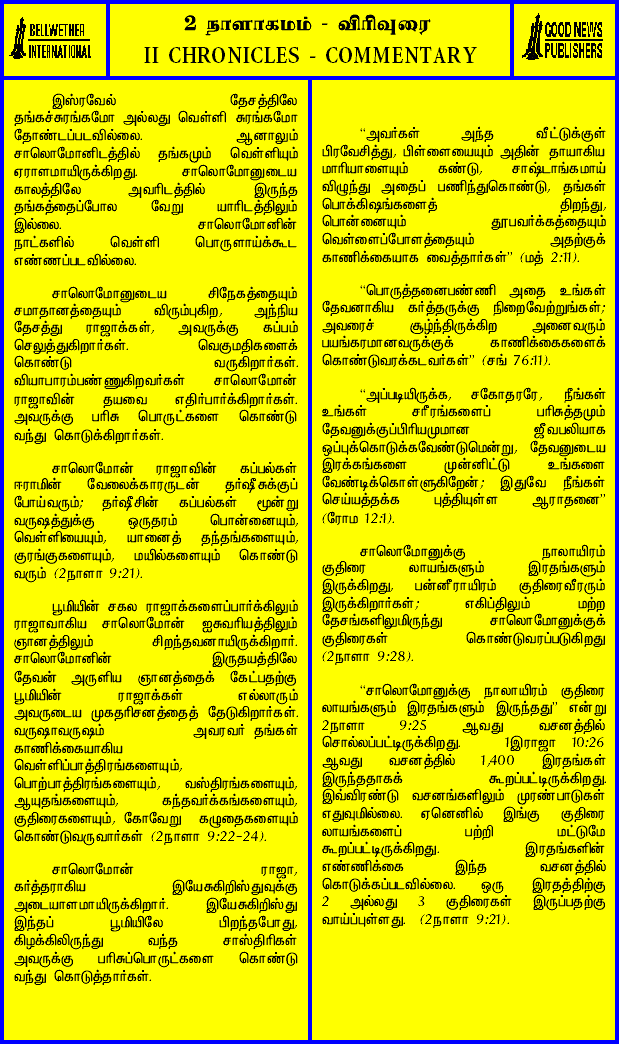 BELLWETHER
INTERNATIONAL
2 நாளாகமம் - விரிவுரை
II CHRONICLES - COMMENTARY
GOOD NEWS
PUBLISHERS
இஸ்ரவேல் தேசத்திலே
தங்கச்சுரங்கமோ அல்லது வெள்ளி சுரங்கமோ
தோண்டப்படவில்லை. ஆனாலும்
சாலொமோனிடத்தில் தங்கமும் வெள்ளியும்
ஏராளமாயிருக்கிறது. சாலொமோனுடைய
காலத்திலே அவரிடத்தில் இருந்த
தங்கத்தைப்போல வேறு யாரிடத்திலும்
இல்லை. சாலொமோனின்
நாட்களில் வெள்ளி பொருளாய்க்கூட
எண்ணப்படவில்லை.
சாலொமோனுடைய சிநேகத்தையும்
சமாதானத்தையும் விரும்புகிற, அந்நிய
தேசத்து ராஜாக்கள், அவருக்கு கப்பம்
செலுத்துகிறார்கள். வெகுமதிகளைக்
கொண்டு வருகிறார்கள்.
வியாபாரம்பண்ணுகிறவர்கள் சாலொமோன்
ராஜாவின் தயவை எதிர்பார்க்கிறார்கள்.
அவருக்கு பரிசு பொருட்களை கொண்டு
வந்து கொடுக்கிறார்கள்.
சாலொமோன் ராஜாவின் கப்பல்கள்
ஈராமின் வேலைக்காரருடன் தர்ஷீசுக்குப்
போய்வரும்; தர்ஷீசின் கப்பல்கள் மூன்று
வருஷத்துக்கு ஒருதரம் பொன்னையும்,
வெள்ளியையும், யானைத் தந்தங்களையும்,
குரங்குகளையும், மயில்களையும் கொண்டு
வரும் (2நாளா 9:21).
பூமியின் சகல ராஜாக்களைப்பார்க்கிலும்
ராஜாவாகிய சாலொமோன் ஐசுவரியத்திலும்
ஞானத்திலும் சிறந்தவனாயிருக்கிறார்.
சாலொமோனின் இருதயத்திலே
தேவன் அருளிய ஞானத்தைக் கேட்பதற்கு
பூமியின் ராஜாக்கள் எல்லாரும்
அவருடைய முகதரிசனத்தைத் தேடுகிறார்கள்.
வருஷாவருஷம் அவரவர் தங்கள்
காணிக்கையாகிய
வெள்ளிப்பாத்திரங்களையும்,
பொற்பாத்திரங்களையும், வஸ்திரங்களையும்,
ஆயுதங்களையும், கந்தவர்க்கங்களையும்,
குதிரைகளையும், கோவேறு கழுதைகளையும்
கொண்டுவருவார்கள் (2நாளா 9:22-24).
சாலொமோன் ராஜா,
கர்த்தராகிய இயேசுகிறிஸ்துவுக்கு
அடையாளமாயிருக்கிறார். இயேசுகிறிஸ்து
இந்தப் பூமியிலே பிறந்தபோது,
கிழக்கிலிருந்து வந்த சாஸ்திரிகள்
அவருக்கு பரிசுப்பொருட்களை கொண்டு
வந்து கொடுத்தார்கள்.
“அவர்கள் அந்த வீட்டுக்குள்
பிரவேசித்து, பிள்ளையையும் அதின் தாயாகிய
மரியாளையும் கண்டு, சாஷ்டாங்கமாய்
விழுந்து அதைப் பணிந்துகொண்டு, தங்கள்
பொக்கிஷங்களைத் திறந்து,
பொன்னையும் தூபவர்க்கத்தையும்
வெள்ளைப்போளத்தையும் அதற்குக்
காணிக்கையாக வைத்தார்கள்” (மத் 2:11).
“பொருத்தனைபண்ணி அதை உங்கள்
தேவனாகிய கர்த்தருக்கு நிறைவேற்றுங்கள்;
அவரைச் சூழ்ந்திருக்கிற அனைவரும்
பயங்கரமானவருக்குக் காணிக்கைகளைக்
கொண்டுவரக்கடவர்கள்” (சங் 76:11).
“அப்படியிருக்க, சகோதரரே, நீங்கள்
உங்கள் சரீரங்களைப் பரிசுத்தமும்
தேவனுக்குப்பிரியமுமான ஜீவபலியாக
ஒப்புக்கொடுக்கவேண்டுமென்று, தேவனுடைய
இரக்கங்களை முன்னிட்டு உங்களை
வேண்டிக்கொள்ளுகிறேன்; இதுவே நீங்கள்
செய்யத்தக்க புத்தியுள்ள ஆராதனை”
(ரோம 12:1).
சாலொமோனுக்கு நாலாயிரம்
குதிரை லாயங்களும் இரதங்களும்
இருக்கிறது, பன்னீராயிரம் குதிரைவீரரும்
இருக்கிறார்கள்; எகிப்திலும் மற்ற
தேசங்களிலுமிருந்து சாலொமோனுக்குக்
குதிரைகள் கொண்டுவரப்படுகிறது
(2நாளா 9:28).
“சாலொமோனுக்கு நாலாயிரம் குதிரை
லாயங்களும் இரதங்களும் இருந்தது” என்று
2நாளா 9:25 ஆவது வசனத்தில்
சொல்லப்பட்டிருக்கிறது. 1இராஜா 10:26
ஆவது வசனத்தில் 1,400 இரதங்கள்
இருந்ததாகக் கூறப்பட்டிருக்கிறது.
இவ்விரண்டு வசனங்களிலும் முரண்பாடுகள்
எதுவுமில்லை. ஏனெனில் இங்கு குதிரை
லாயங்களைப் பற்றி மட்டுமே
கூறப்பட்டிருக்கிறது. இரதங்களின்
எண்ணிக்கை இந்த வசனத்தில்
கொடுக்கப்படவில்லை. ஒரு இரதத்திற்கு
2 அல்லது 3 குதிரைகள் இருப்பதற்கு
வாய்ப்புள்ளது. (2நாளா 9:21).